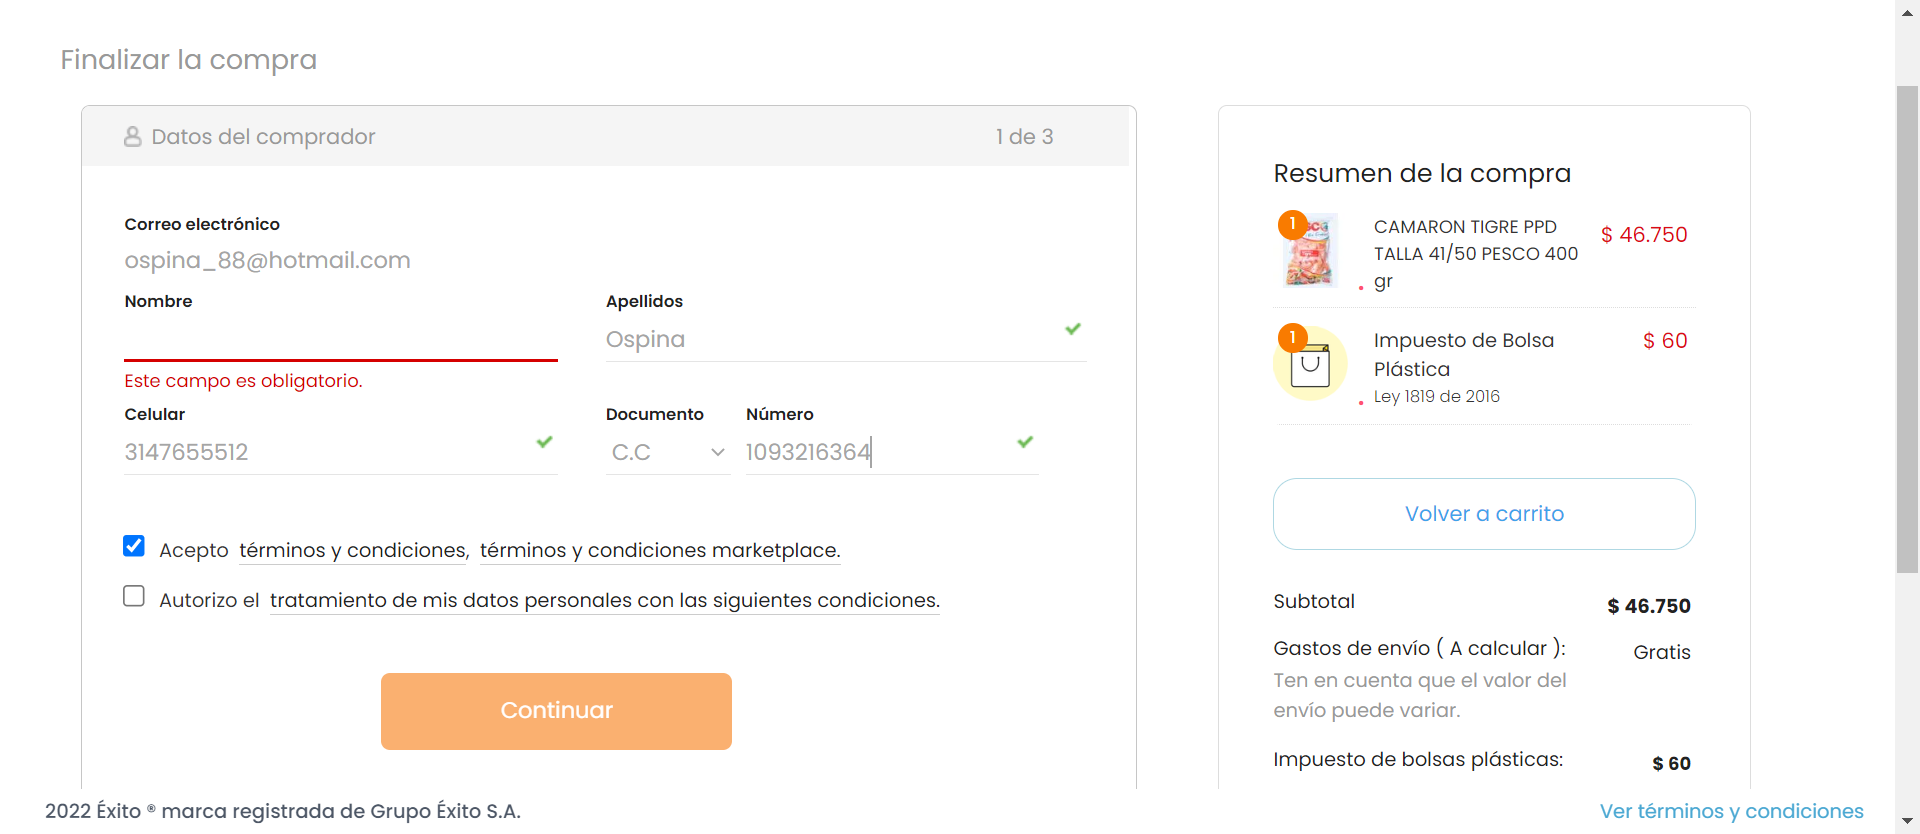 Finalizar la compra
Datos del comprador
1 de 3
Correo electrónico
ospina_88@hotmail.com
Nombre
Apellidos
Ospina
Este campo es obligatorio.
Celular
Documento
Número
3147655512
C.C
1093216364
Acepto términos y condiciones, términos y condiciones marketplace.
Autorizo el tratamiento de mis datos personales con las siguientes condiciones.
Continuar
Resumen de la compra
1
CAMARON TIGRE PPD
TALLA 41/50 PESCO 400
gr
$ 46.750
1
Impuesto de Bolsa
Plástica
Ley 1819 de 2016
$ 60
Volver a carrito
Subtotal
$ 46.750
Gastos de envío ( A calcular ):
Gratis
Ten en cuenta que el valor del
envío puede variar.
Impuesto de bolsas plásticas:
$ 60
2022 Éxito ® marca registrada de Grupo Éxito S.A.
Ver términos y condiciones